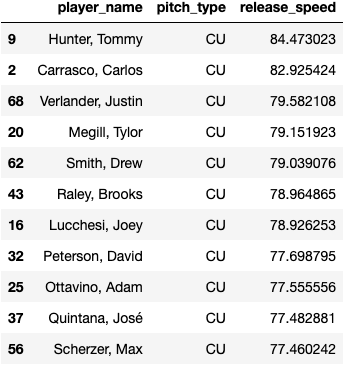 player_name pitch_type release_speed
9 Hunter, Tommy CU 84.473023
2 Carrasco, Carlos CU 82.925424
68 Verlander, Justin CU 79.582108
20 Megill, Tylor CU 79.151923
62 Smith, Drew CU 79.039076
43 Raley, Brooks CU 78.964865
16 Lucchesi, Joey CU 78.926253
32 Peterson, David CU 77.698795
25 Ottavino, Adam CU 77.555556
37 Quintana, José CU 77.482881
56 Scherzer, Max CU 77.460242